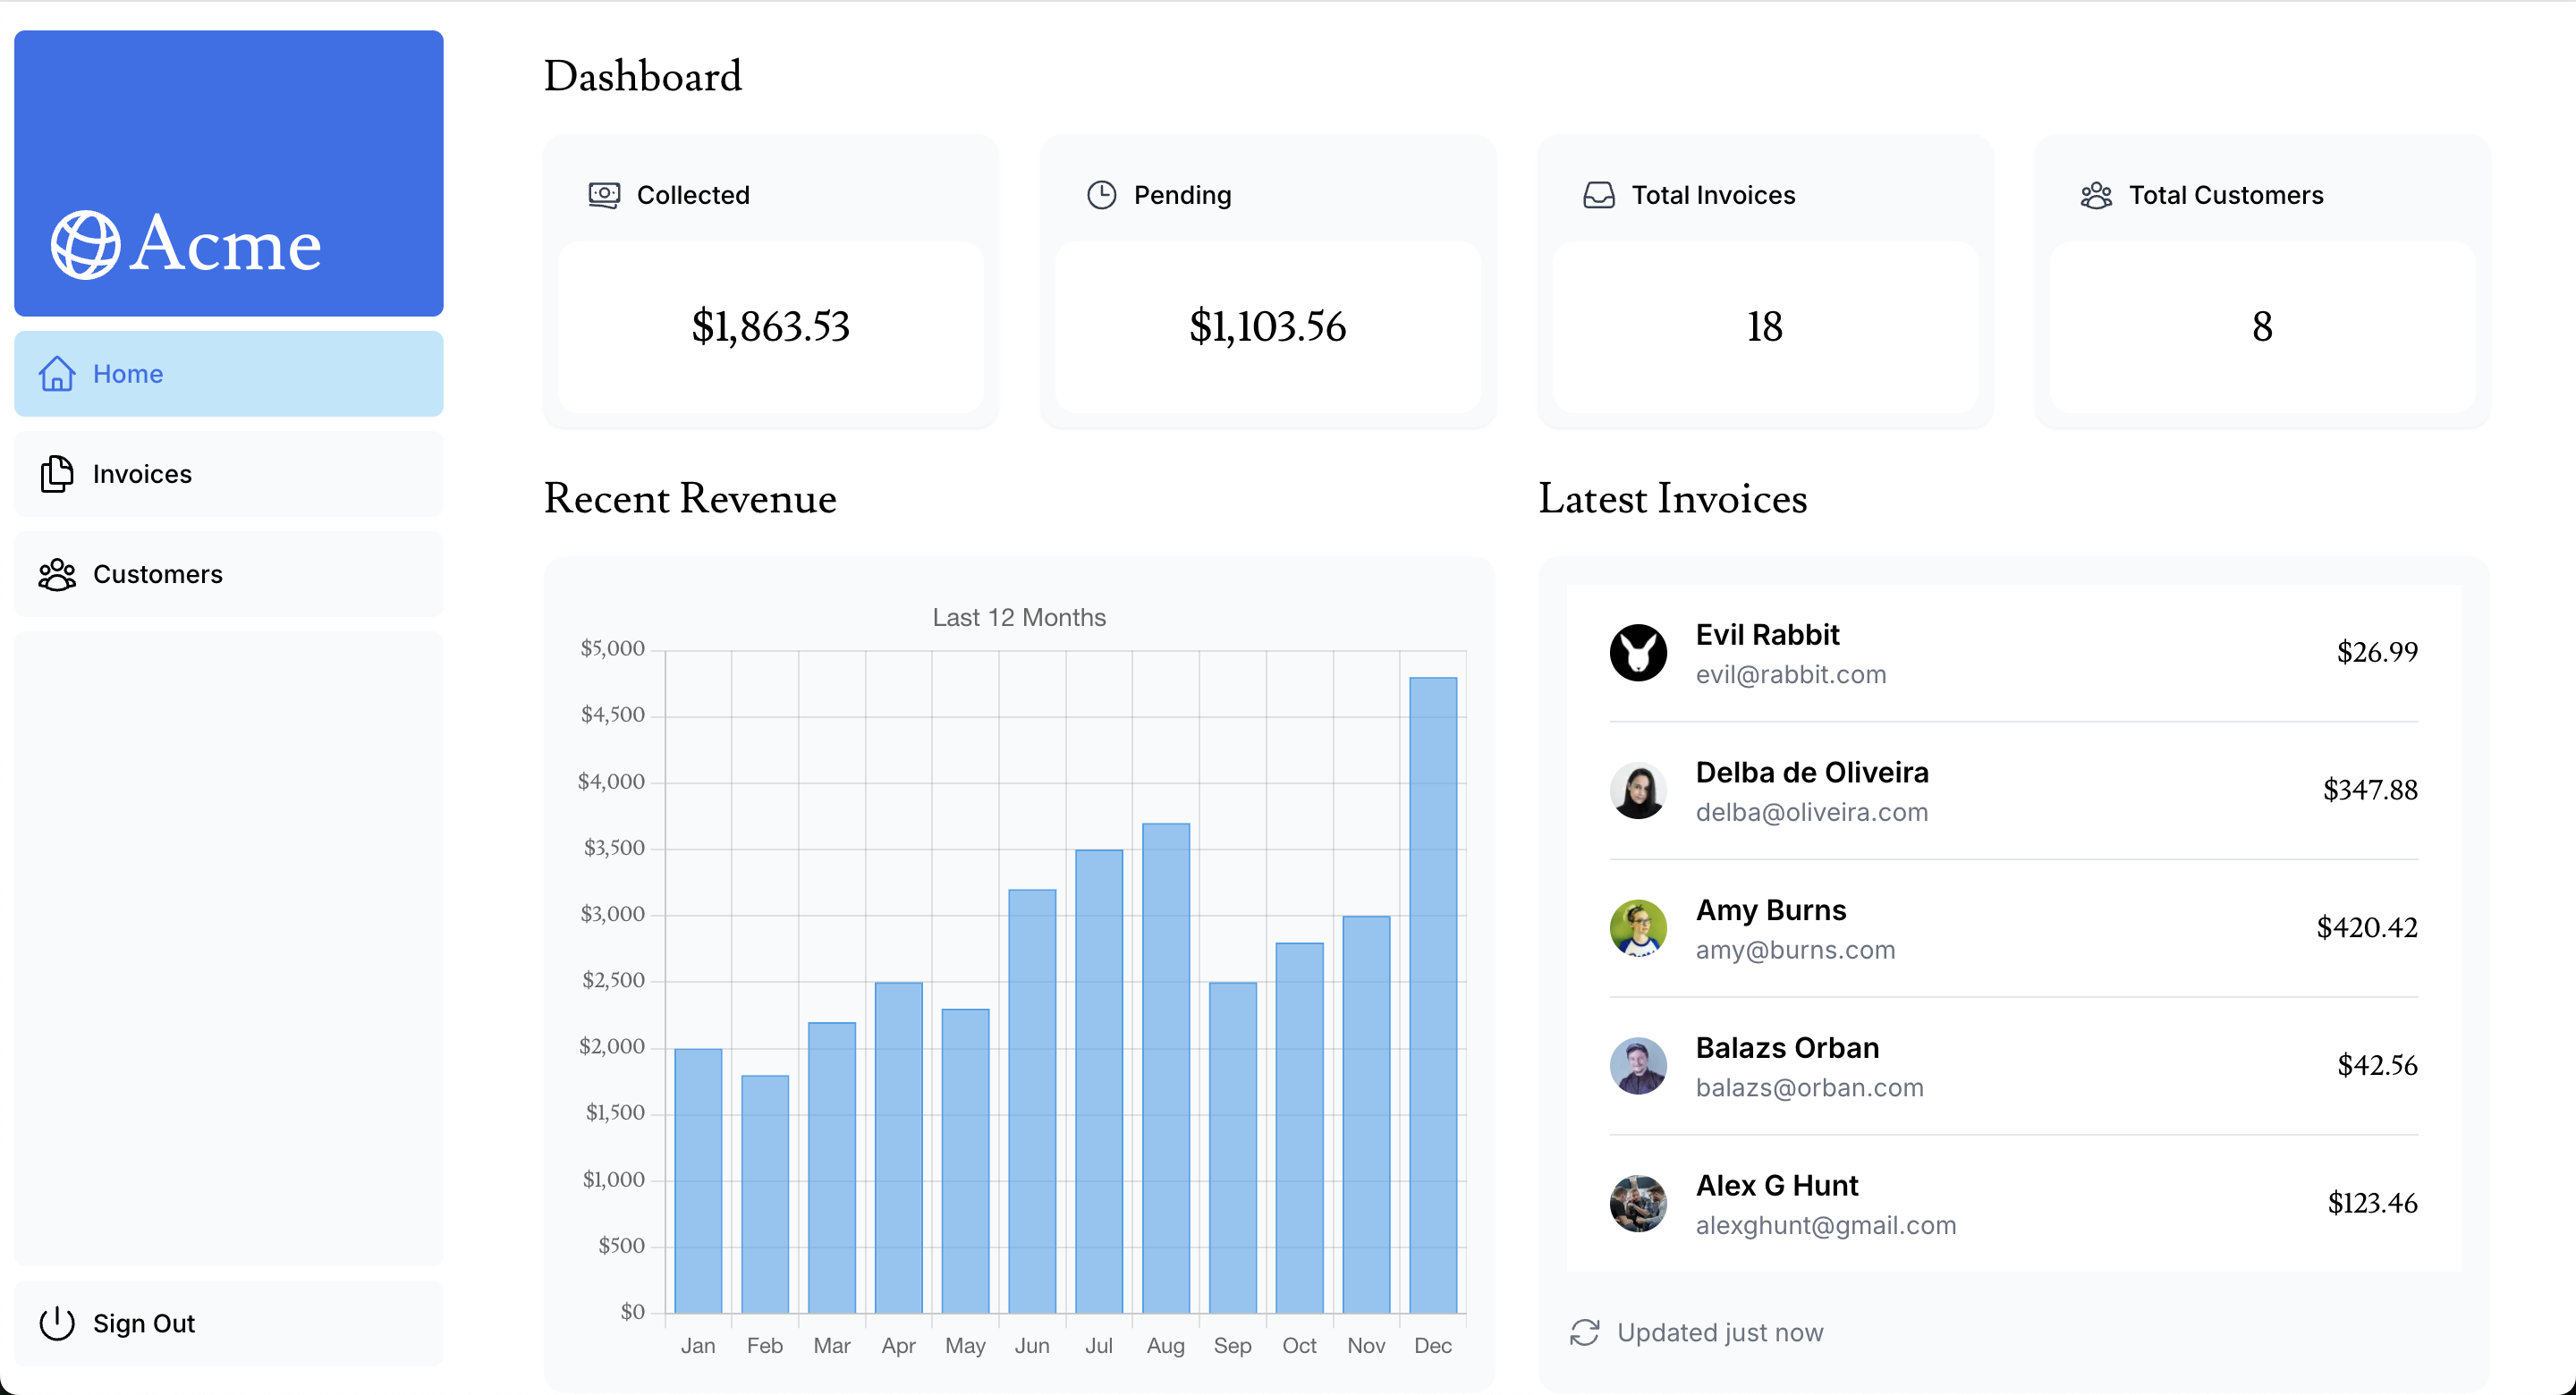 Acme
Home
Invoices
Customers
Sign Out
Dashboard
Collected
$1,863.53
Pending
$1,103.56
Total Invoices
18
Total Customers
8
Recent Revenue
Last 12 Months
$5,000
$4,500
$4,000
$3,500
$3,000
$2,500
$2,000
$1,500
$1,000
$500
$0
Jan Feb Mar Apr May Jun Jul Aug Sep Oct Nov Dec
Latest Invoices
Evil Rabbit
evil@rabbit.com
$26.99
Delba de Oliveira
delba@oliveira.com
$347.88
Amy Burns
amy@burns.com
$420.42
Balazs Orban
balazs@orban.com
$42.56
Alex G Hunt
alexghunt@gmail.com
$123.46
Updated just now